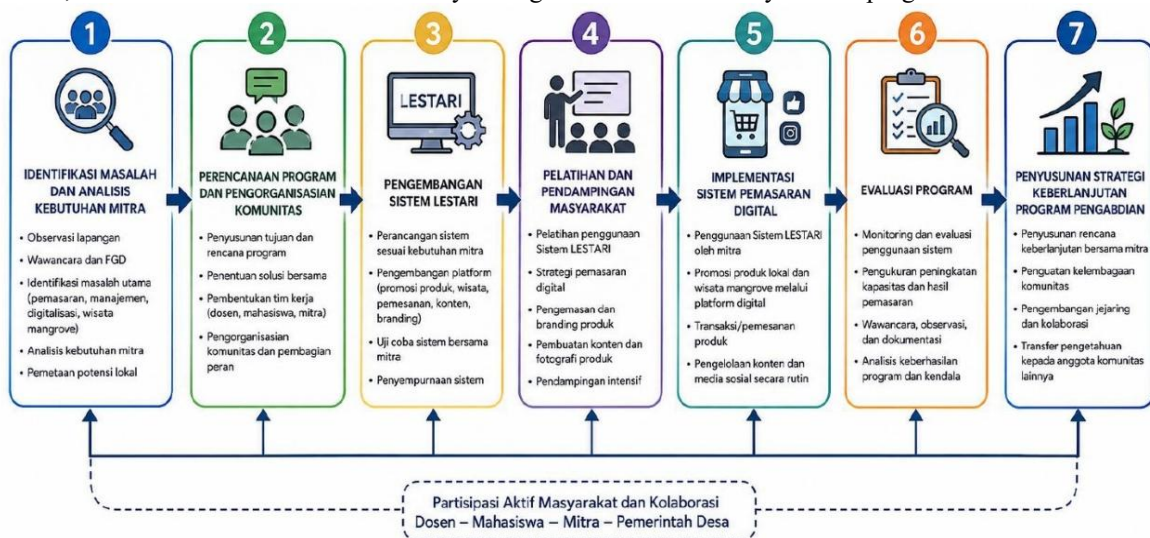 1
IDENTIFIKASI MASALAH
DAN ANALISIS
KEBUTUHAN MITRA
• Observasi lapangan
• Wawancara dan FGD
• Identifikasi masalah utama
(pemasaran, manajemen,
digitalisasi, wisata
mangrove)
• Analisis kebutuhan mitra
• Pemetaan potensi lokal
2
PERENCANAAN PROGRAM
DAN PENGORGANISASIAN
KOMUNITAS
• Penyusunan tujuan dan
rencana program
• Penentuan solusi bersama
• Pembentukan tim kerja
(dosen, mahasiswa, mitra)
• Pengorganisasian
komunitas dan pembagian
peran
3
LESTARI
PENGEMBANGAN
SISTEM LESTARI
• Perancangan sistem
sesuai kebutuhan mitra
• Pengembangan platform
(promosi produk, wisata,
pemesanan, konten,
branding)
• Uji coba sistem bersama
mitra
• Penyempurnaan sistem
4
PELATIHAN DAN
PENDAMPINGAN
MASYARAKAT
• Pelatihan penggunaan
Sistem LESTARI
• Strategi pemasaran
digital
• Pengemasan dan
branding produk
• Pembuatan konten dan
fotografi produk
• Pendampingan intensif
5
IMPLEMENTASI
SISTEM PEMASARAN
DIGITAL
• Penggunaan Sistem LESTARI
oleh mitra
• Promosi produk lokal dan
wisata mangrove melalui
platform digital
• Transaksi/pemesanan
produk
• Pengelolaan konten dan
media sosial secara rutin
6
EVALUASI PROGRAM
• Monitoring dan evaluasi
penggunaan sistem
• Pengukuran peningkatan
kapasitas dan hasil
pemasaran
• Wawancara, observasi,
dan dokumentasi
• Analisis keberhasilan
program dan kendala
7
PENYUSUNAN STRATEGI
KEBERLANJUTAN
PROGRAM PENGABDIAN
• Penyusunan rencana
keberlanjutan bersama mitra
• Penguatan kelembagaan
komunitas
• Pengembangan jejaring
dan kolaborasi
• Transfer pengetahuan
kepada anggota komunitas
lainnya
Partisipasi Aktif Masyarakat dan Kolaborasi
Dosen – Mahasiswa – Mitra – Pemerintah Desa